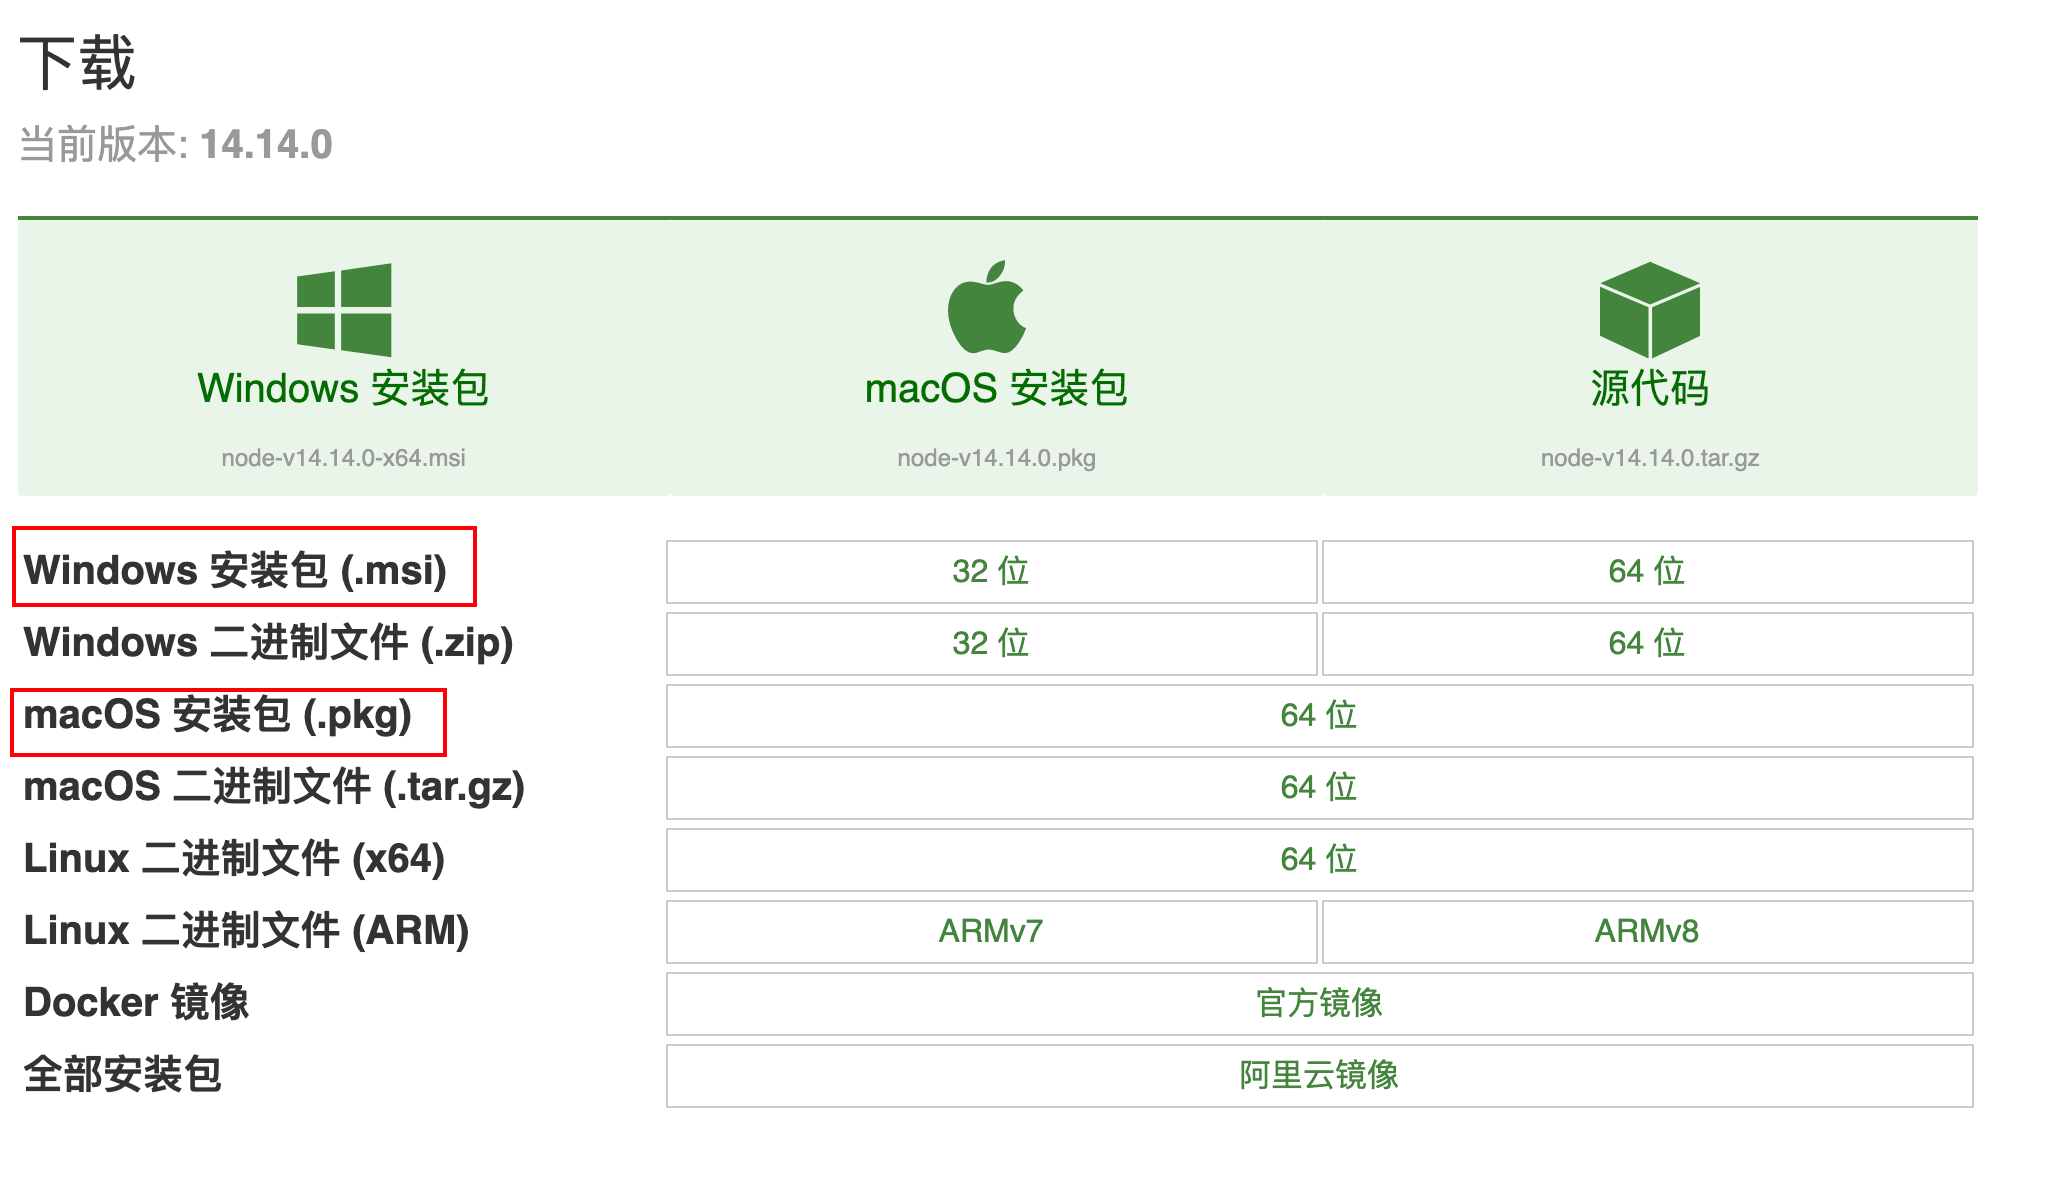 下载
当前版本: 14.14.0
Windows 安装包
node-v14.14.0-x64.msi
macOS 安装包
node-v14.14.0.pkg
源代码
node-v14.14.0.tar.gz
Windows 安装包 (.msi) 32 位 64 位
Windows 二进制文件 (.zip) 32 位 64 位
macOS 安装包 (.pkg) 64 位
macOS 二进制文件 (.tar.gz) 64 位
Linux 二进制文件 (x64) 64 位
Linux 二进制文件 (ARM) ARMv7 ARMv8
Docker 镜像 官方镜像
全部安装包 阿里云镜像